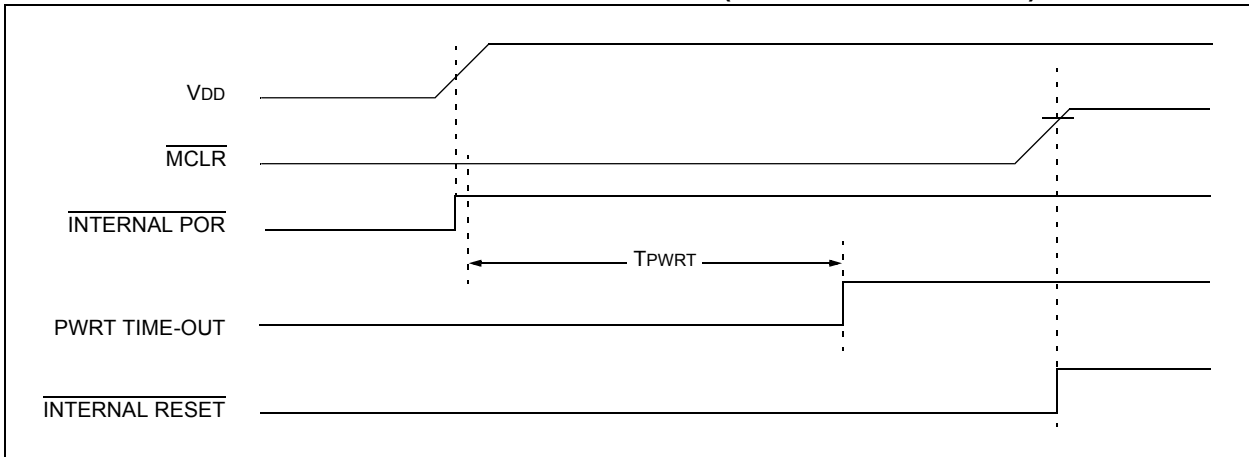 VDD
MCLR
INTERNAL POR
TPWRT
PWRT TIME-OUT
INTERNAL RESET